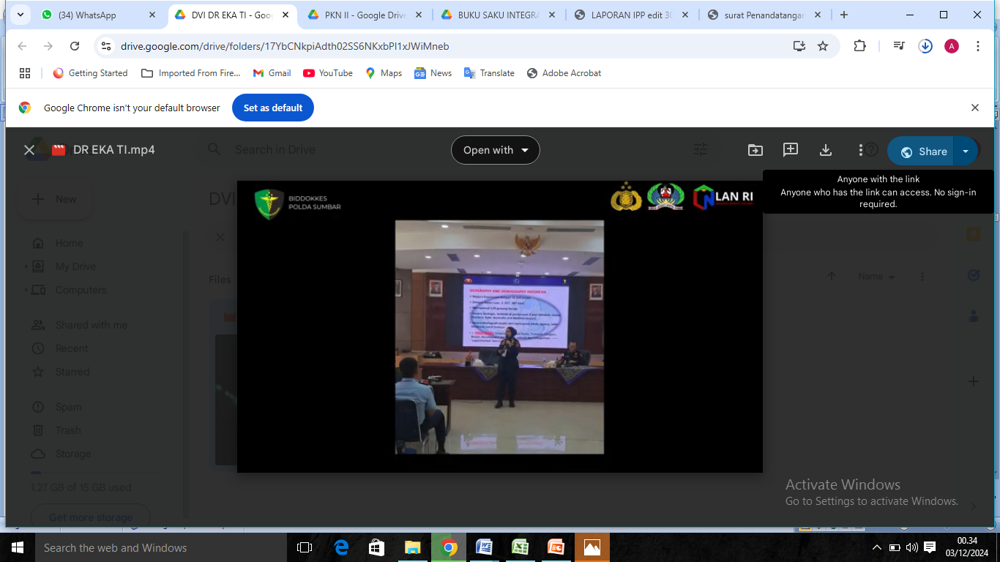 (34) WhatsApp
DVI DR EKA TI - Goo
PKN II - Google Drive
BUKU SAKU INTEGRA
LAPORAN IPP edit 30
surat Penandatangan
drive.google.com/drive/folders/17YbCNkpiAdth02SS6NKxbPI1xJWiMneb
A
Getting Started
Imported From Fire...
Gmail
YouTube
Maps
News
Translate
Adobe Acrobat
Google Chrome isn't your default browser
Set as default
DR EKA TI.mp4
Search in Drive
Open with
Share
Anyone with the link
Anyone who has the link can access. No sign-in
required.
New
DVI
BIDDOKKES
POLDA SUMBAR
LAN RI
GEOGRAPHY AND DEMOGRAPHY INDONESIA
Home
My Drive
Computers
Files
Name
Shared with me
Recent
Starred
Spam
Trash
Storage
1.27 GB of 15 GB used
Get more storage
Activate Windows
Go to Settings to activate Windows.
Search the web and Windows
00.34
03/12/2024